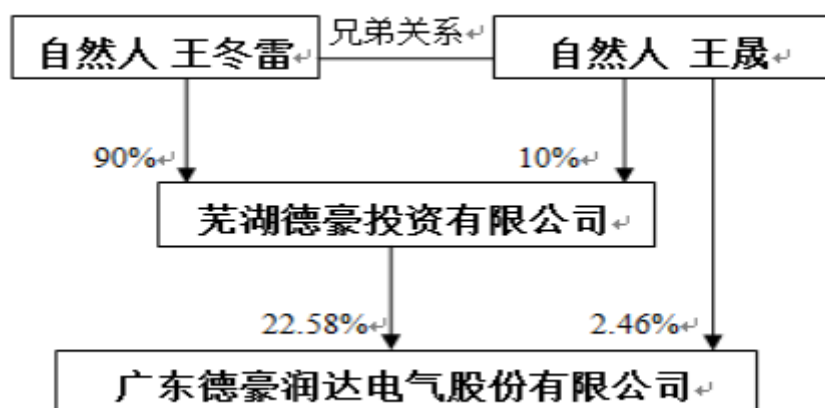 自然人 王冬雷
兄弟关系
自然人 王晟
90%
10%
芜湖德豪投资有限公司
22.58%
2.46%
广东德豪润达电气股份有限公司